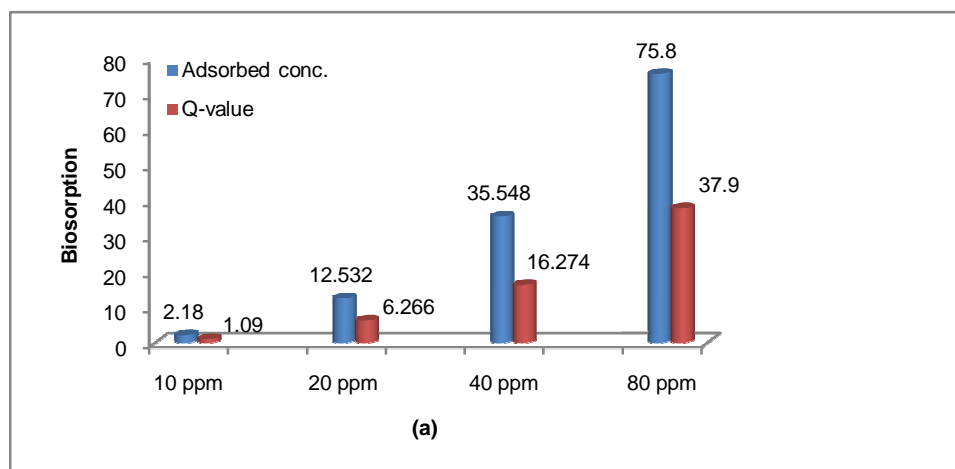 80
70
60
50
40
30
20
10
0
Biosorption
Adsorbed conc.
Q-value
2.18
1.09
12.532
6.266
35.548
16.274
75.8
37.9
10 ppm
20 ppm
40 ppm
80 ppm
(a)